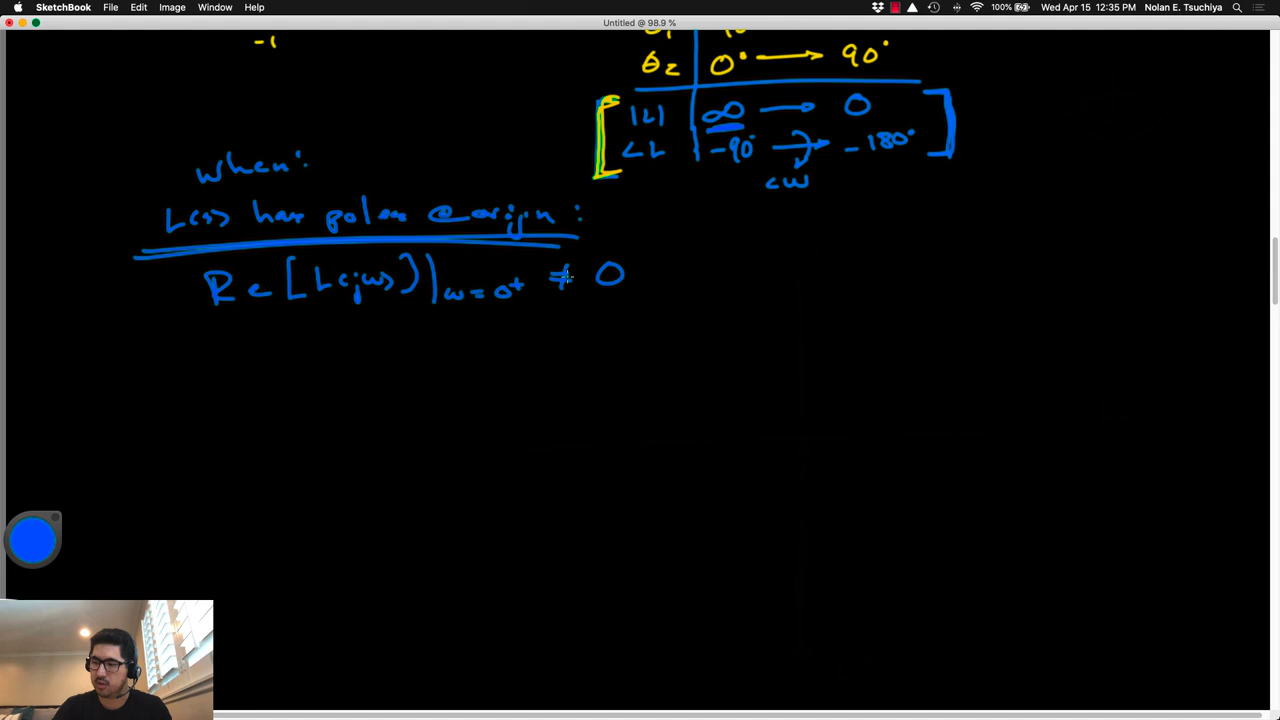 SketchBook File Edit Image Window Help 100% Wed Apr 15 12:35 PM Nolan E. Tsuchiya
Untitled @ 98.9 %
-1
θ2 0° → 90°
|L| ∞ → 0
∠L -90° → -180°
CW
when:
L(s) has poles @ origin:
Re[L(jω)]|ω=0+ ≠ 0